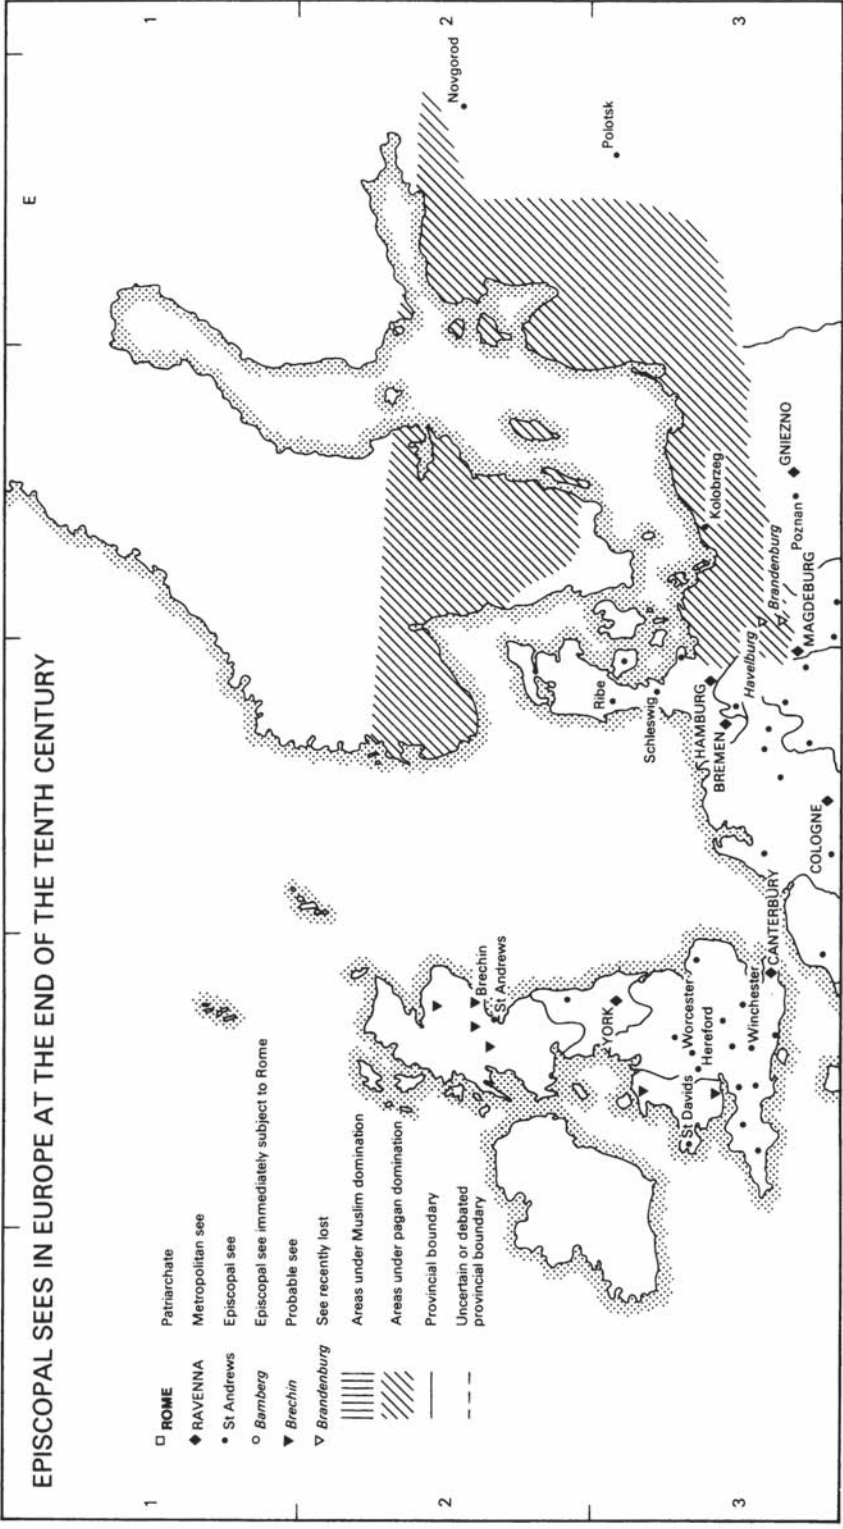 EPISCOPAL SEES IN EUROPE AT THE END OF THE TENTH CENTURY
E
1
1
2
2
3
3
ROME Patriarchate
RAVENNA Metropolitan see
St Andrews Episcopal see
Bamberg Episcopal see immediately subject to Rome
Brechin Probable see
Brandenburg See recently lost
Areas under Muslim domination
Areas under pagan domination
Provincial boundary
Uncertain or debated
provincial boundary
Novgorod
Polotsk
Brechin
St Andrews
YORK
Worcester
Hereford
St Davids
Winchester
CANTERBURY
Ribe
Schleswig
HAMBURG
BREMEN
Havelburg
Brandenburg
MAGDEBURG
Kolobrzeg
Poznan
GNIEZNO
COLOGNE